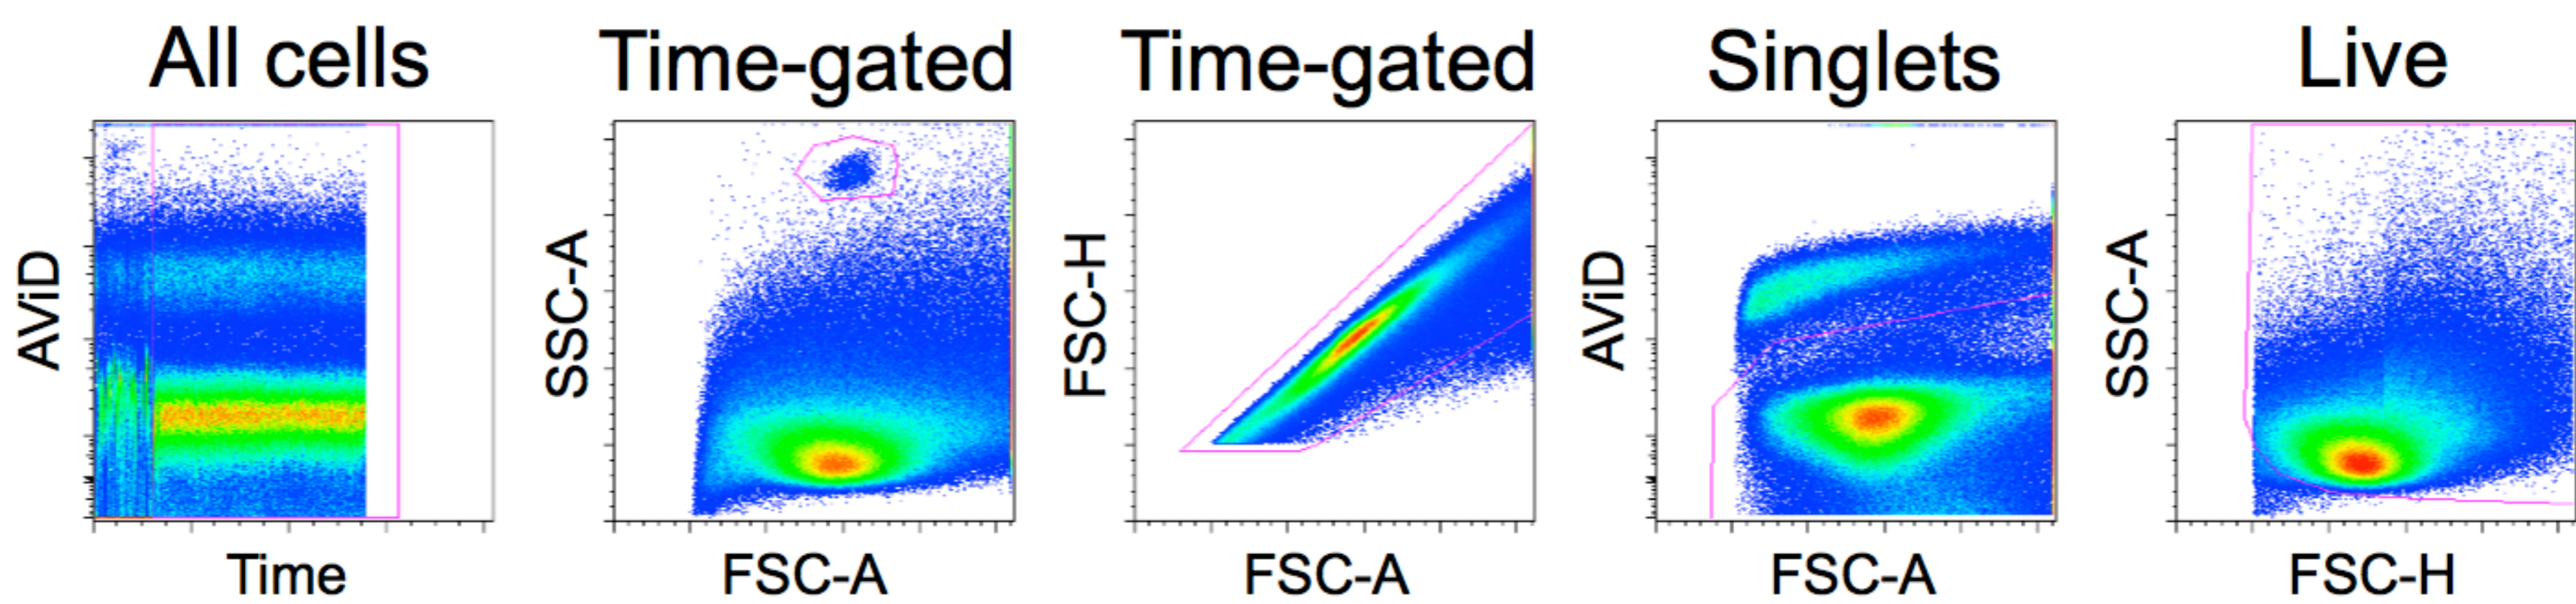 All cells
Time-gated
Time-gated
Singlets
Live
AViD
SSC-A
FSC-H
AViD
SSC-A
Time
FSC-A
FSC-A
FSC-A
FSC-H